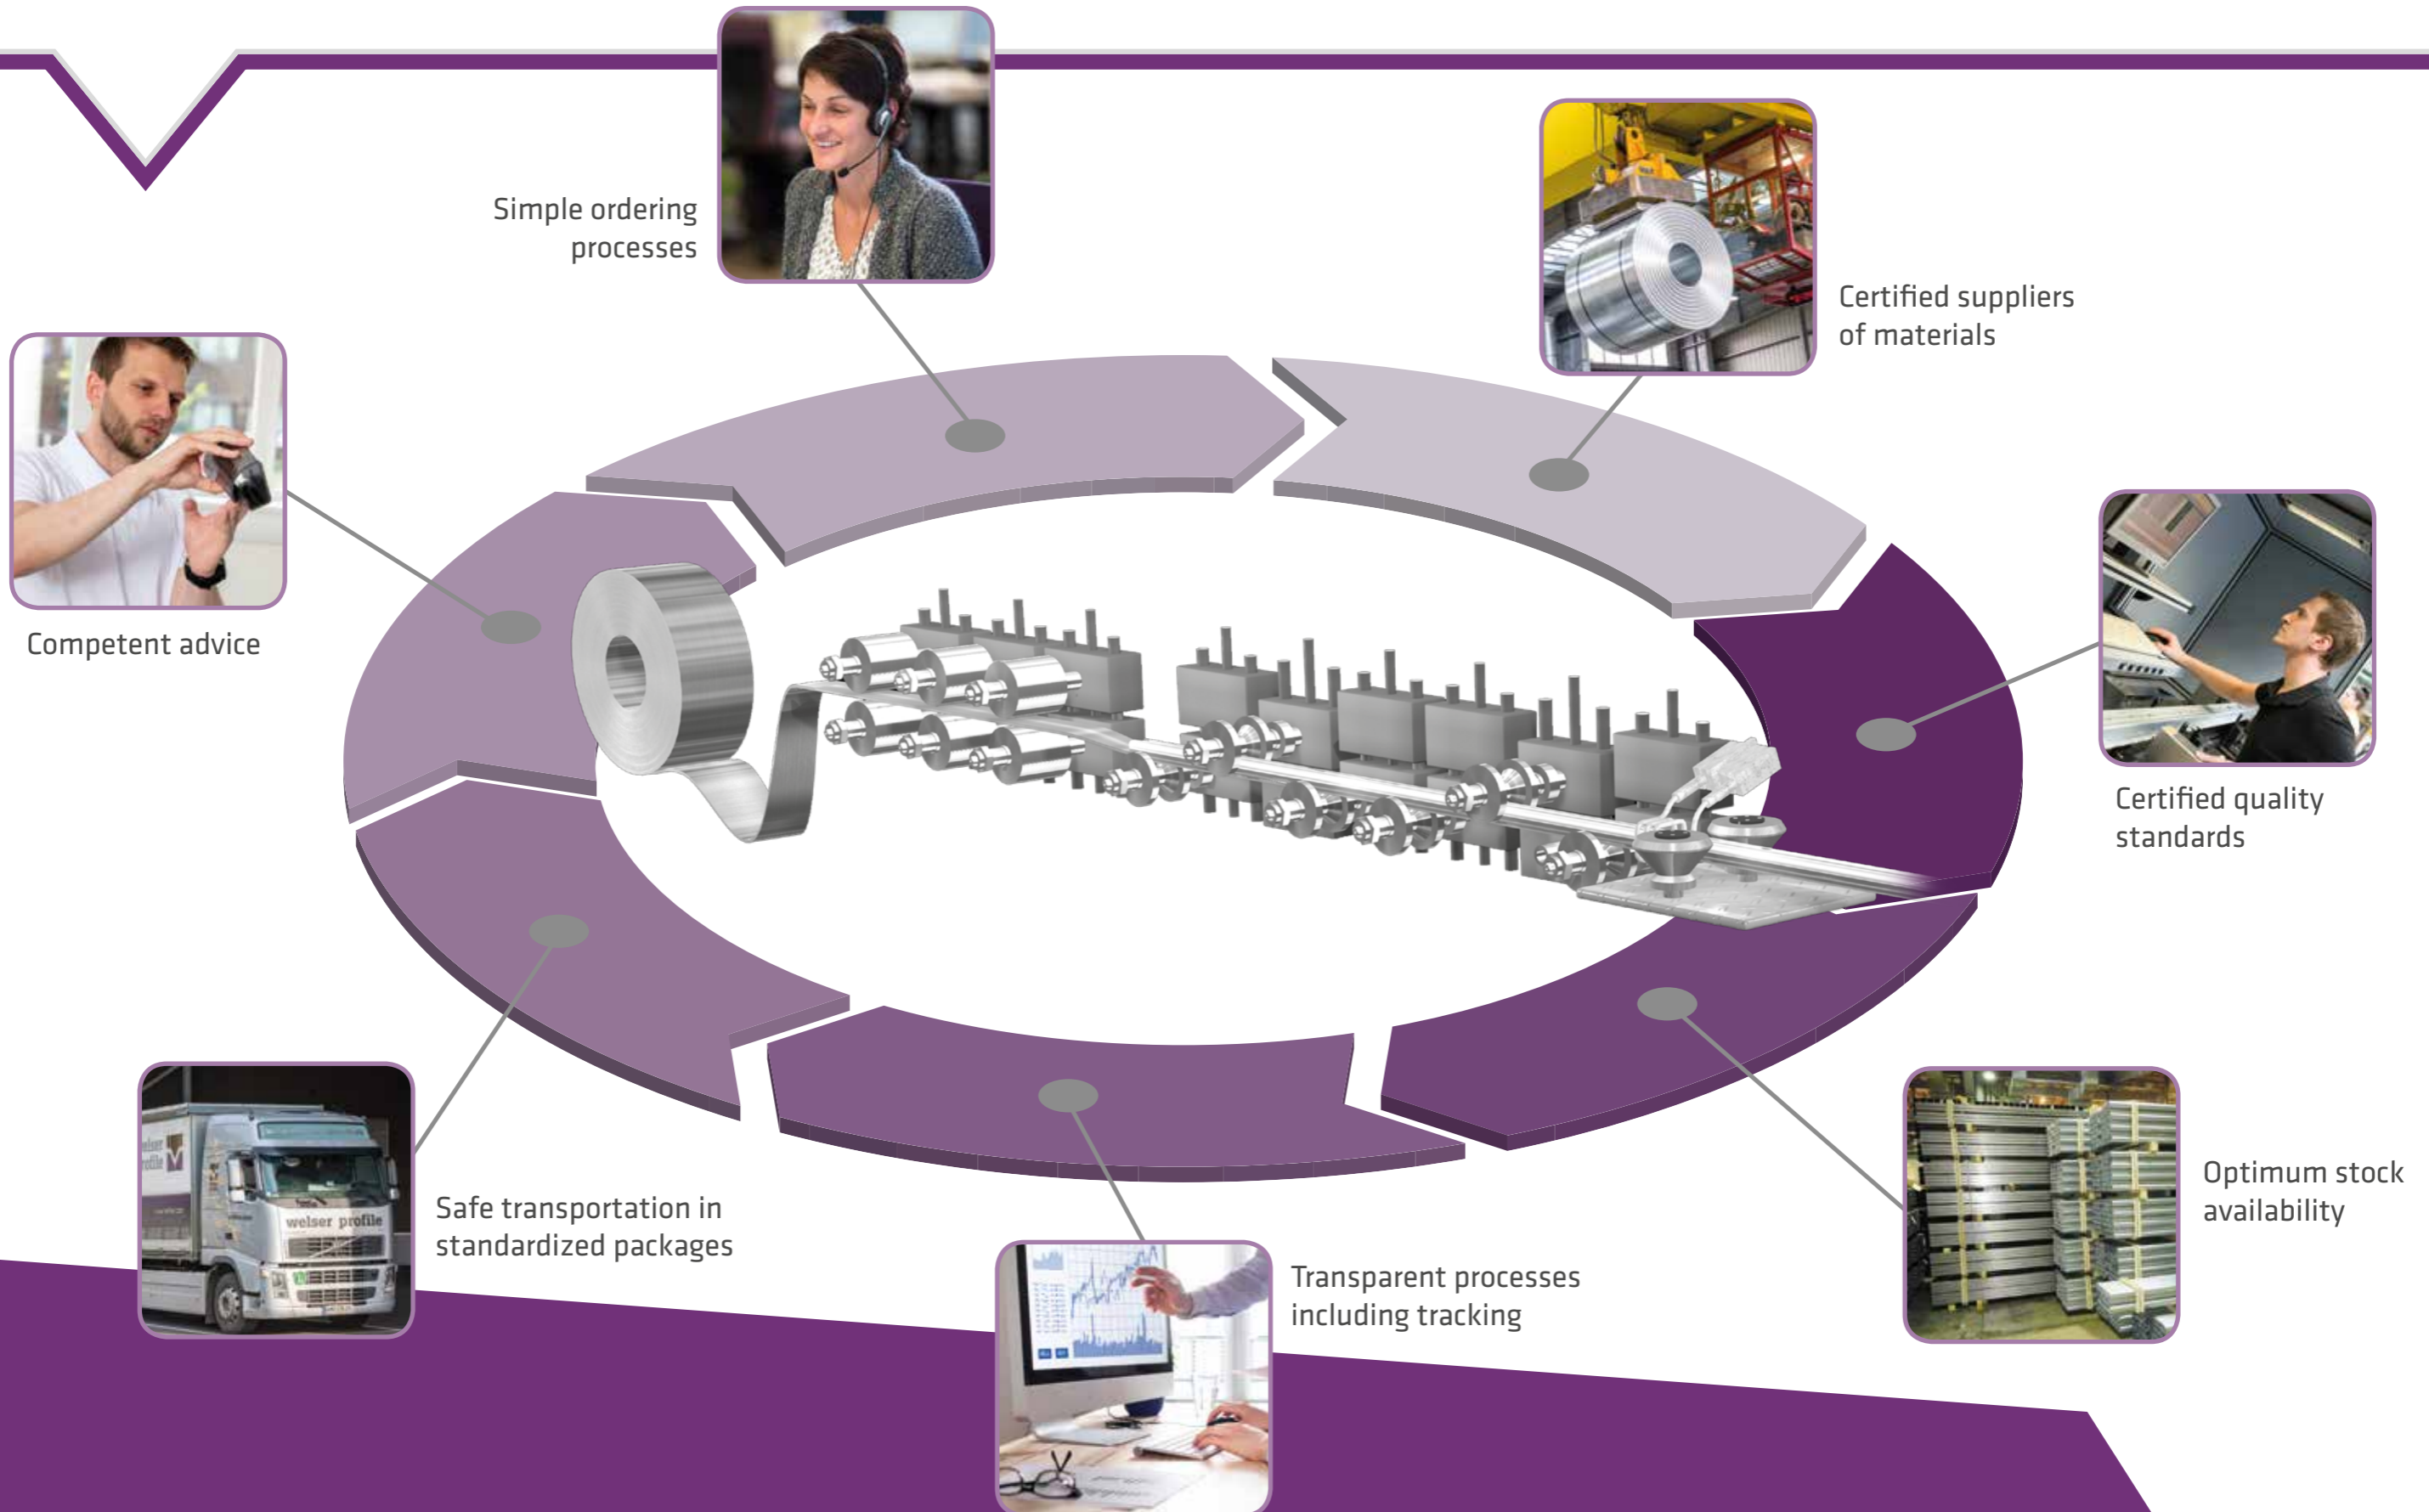 Simple ordering
processes
Certified suppliers
of materials
Competent advice
Certified quality
standards
Optimum stock
availability
Safe transportation in
standardized packages
welser profile
Transparent processes
including tracking